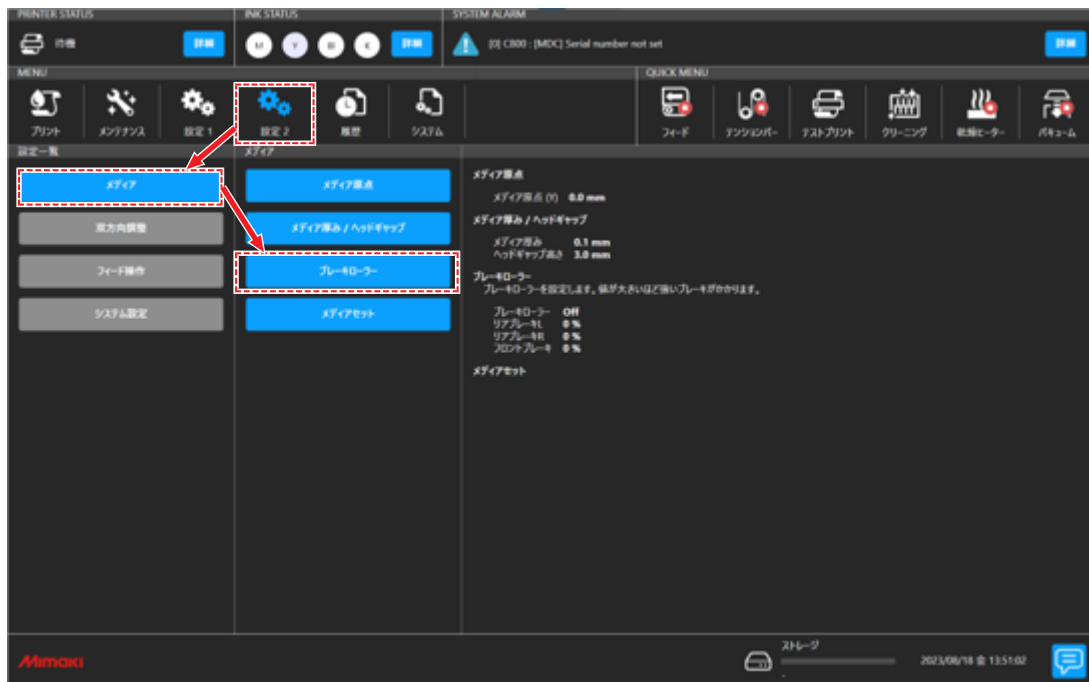 PRINTER STATUS
INK STATUS
SYSTEM ALARM
待機
詳細
M
Y
Bl
K
詳細
[0] C800 : [MDC] Serial number not set
詳細
MENU
QUICK MENU
プリント
メンテナンス
設定 1
設定 2
履歴
システム
フィード
テンションバー
テストプリント
クリーニング
乾燥ヒーター
バキューム
設定一覧
メディア
メディア
双方向調整
フィード操作
システム設定
メディア原点
メディア厚み / ヘッドギャップ
ブレーキローラー
メディアセット
メディア原点
メディア原点 (Y) 0.0 mm
メディア厚み / ヘッドギャップ
メディア厚み 0.1 mm
ヘッドギャップ高さ 3.0 mm
ブレーキローラー
ブレーキローラーを設定します。値が大きいほど強いブレーキがかかります。
ブレーキローラー Off
リアブレーキL 0 %
リアブレーキR 0 %
フロントブレーキ 0 %
メディアセット
Mimaki
ストレージ
-
2023/08/18 金 13:51:02